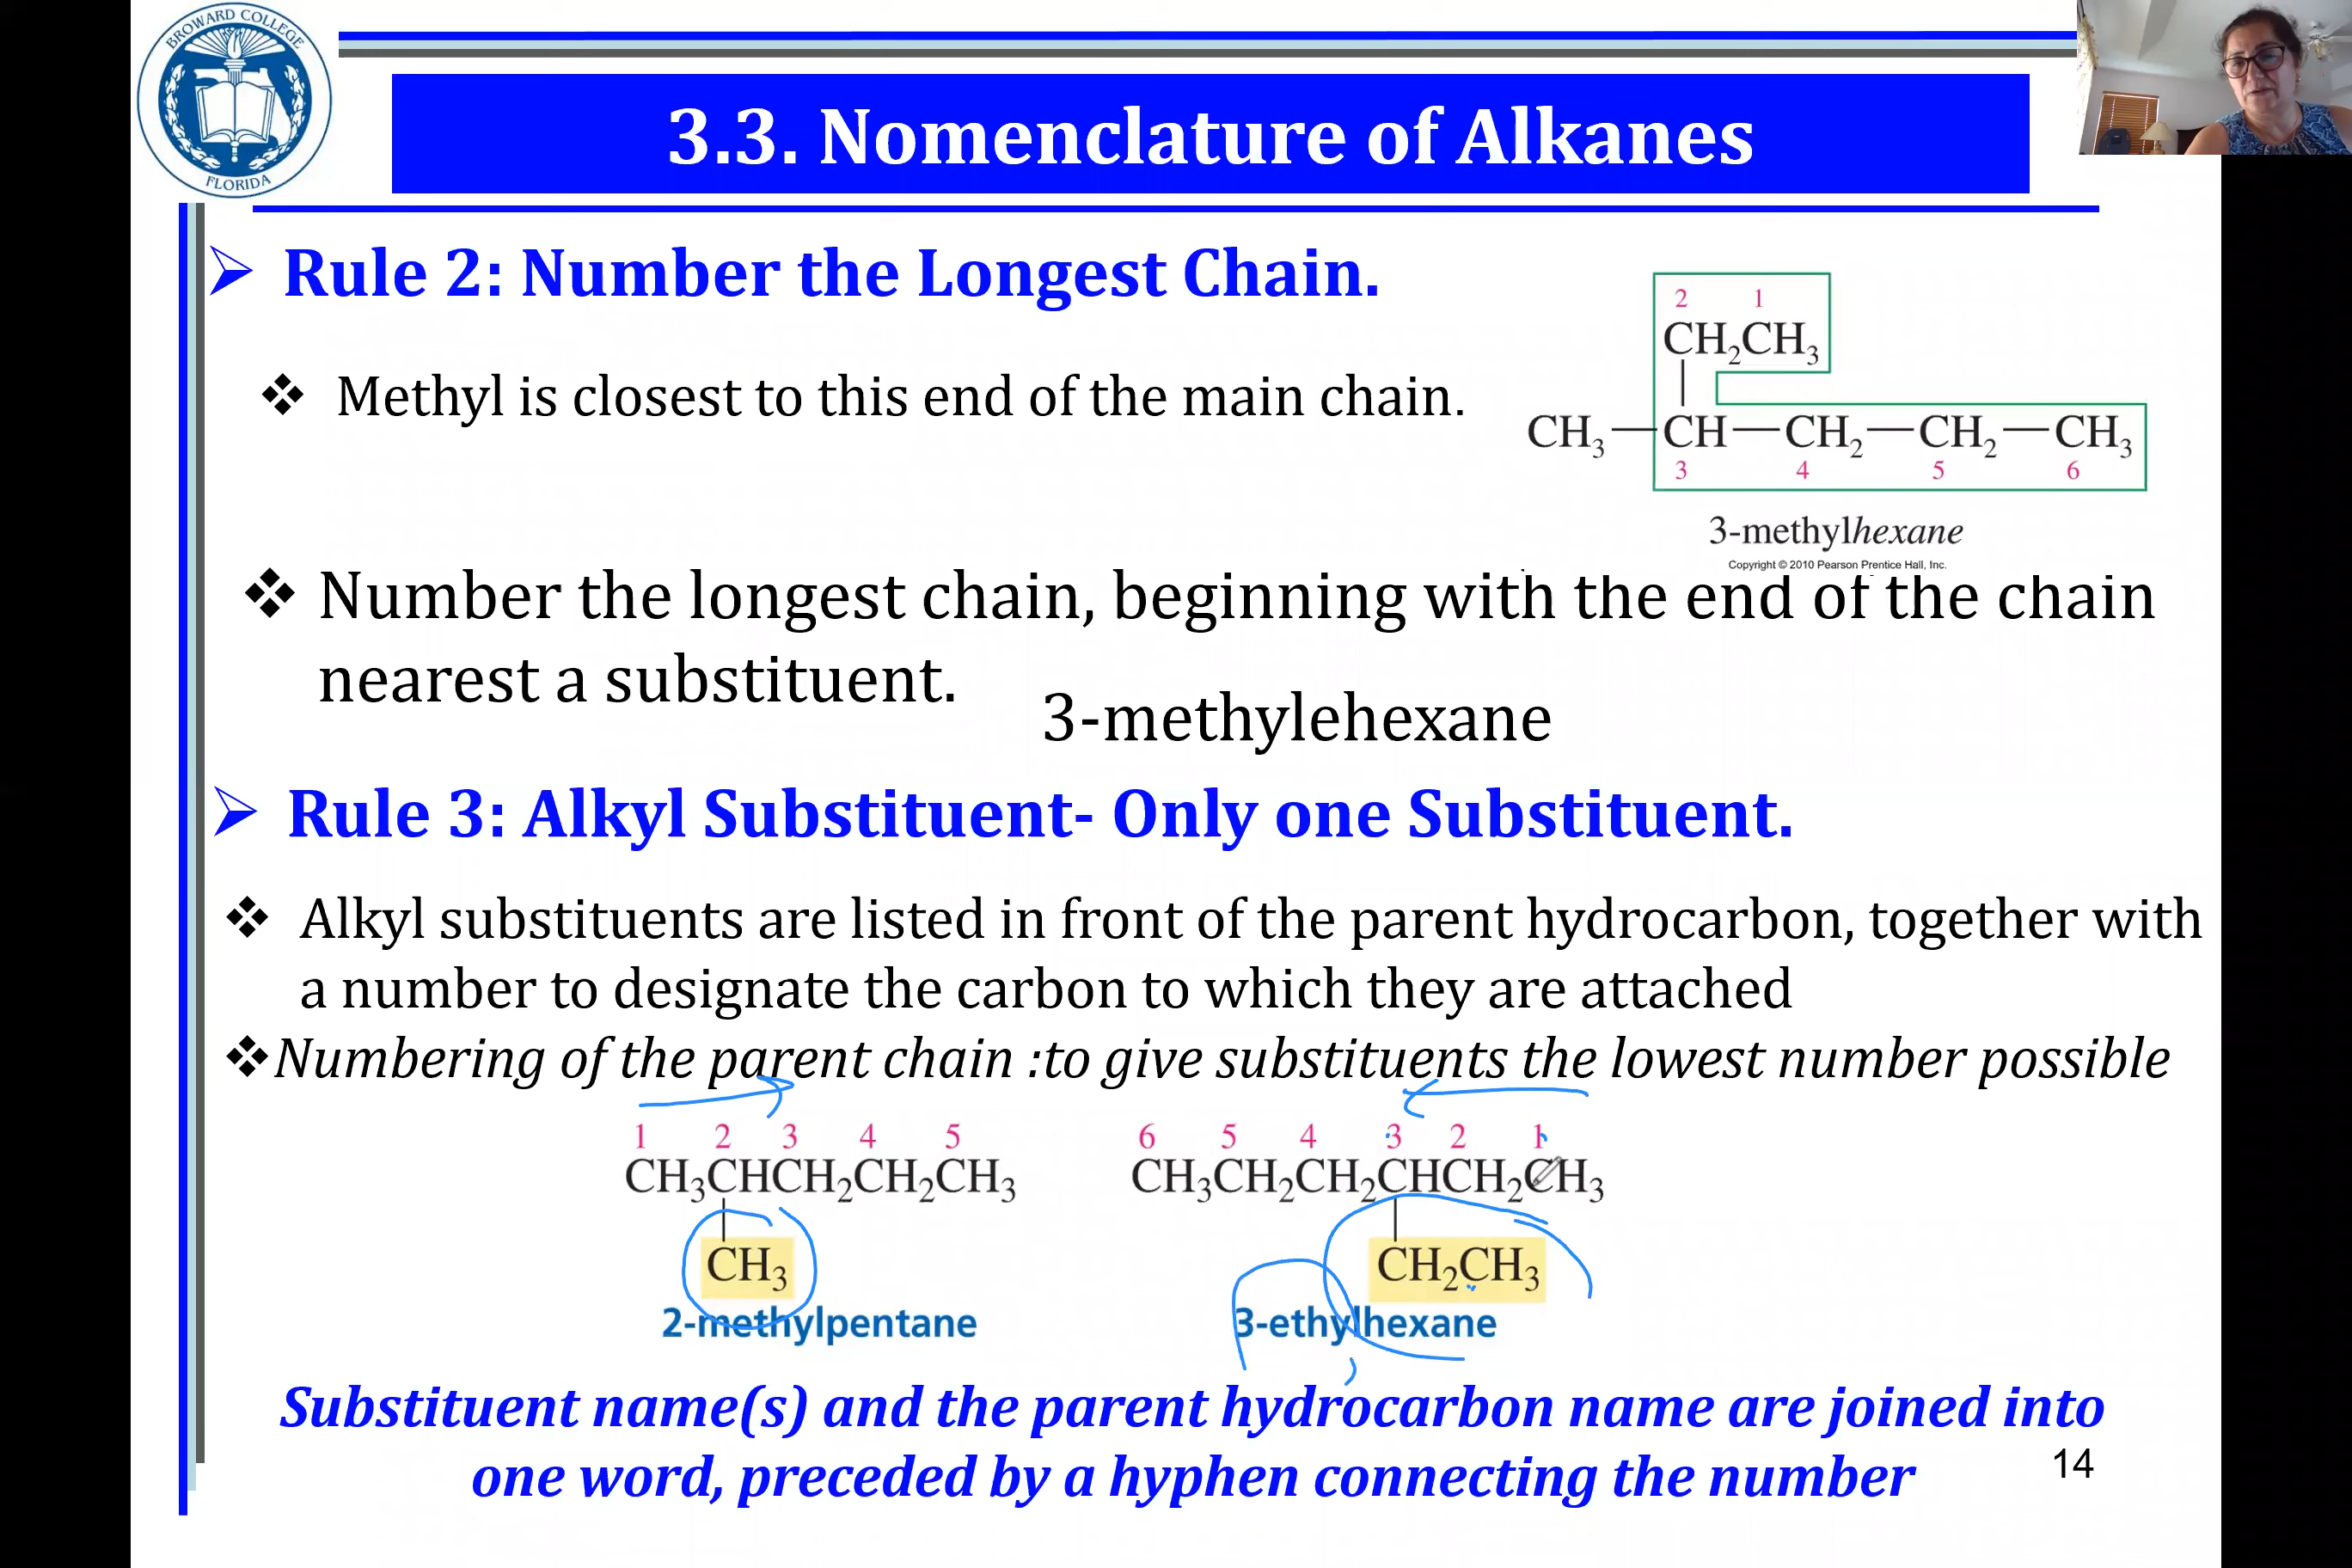 BROWARD COLLEGE
FLORIDA
3.3. Nomenclature of Alkanes
➢ Rule 2: Number the Longest Chain.
❖ Methyl is closest to this end of the main chain.
2 1
CH₂CH₃
CH₃—CH—CH₂—CH₂—CH₃
3 4 5 6
3-methylhexane
Copyright © 2010 Pearson Prentice Hall, Inc.
❖ Number the longest chain, beginning with the end of the chain
nearest a substituent.
3-methylehexane
➢ Rule 3: Alkyl Substituent- Only one Substituent.
❖ Alkyl substituents are listed in front of the parent hydrocarbon, together with
a number to designate the carbon to which they are attached
❖Numbering of the parent chain :to give substituents the lowest number possible
1 2 3 4 5
CH₃CHCH₂CH₂CH₃
CH₃
2-methylpentane
6 5 4 3 2 1
CH₃CH₂CH₂CHCH₂CH₃
CH₂CH₃
3-ethylhexane
Substituent name(s) and the parent hydrocarbon name are joined into
one word, preceded by a hyphen connecting the number
14